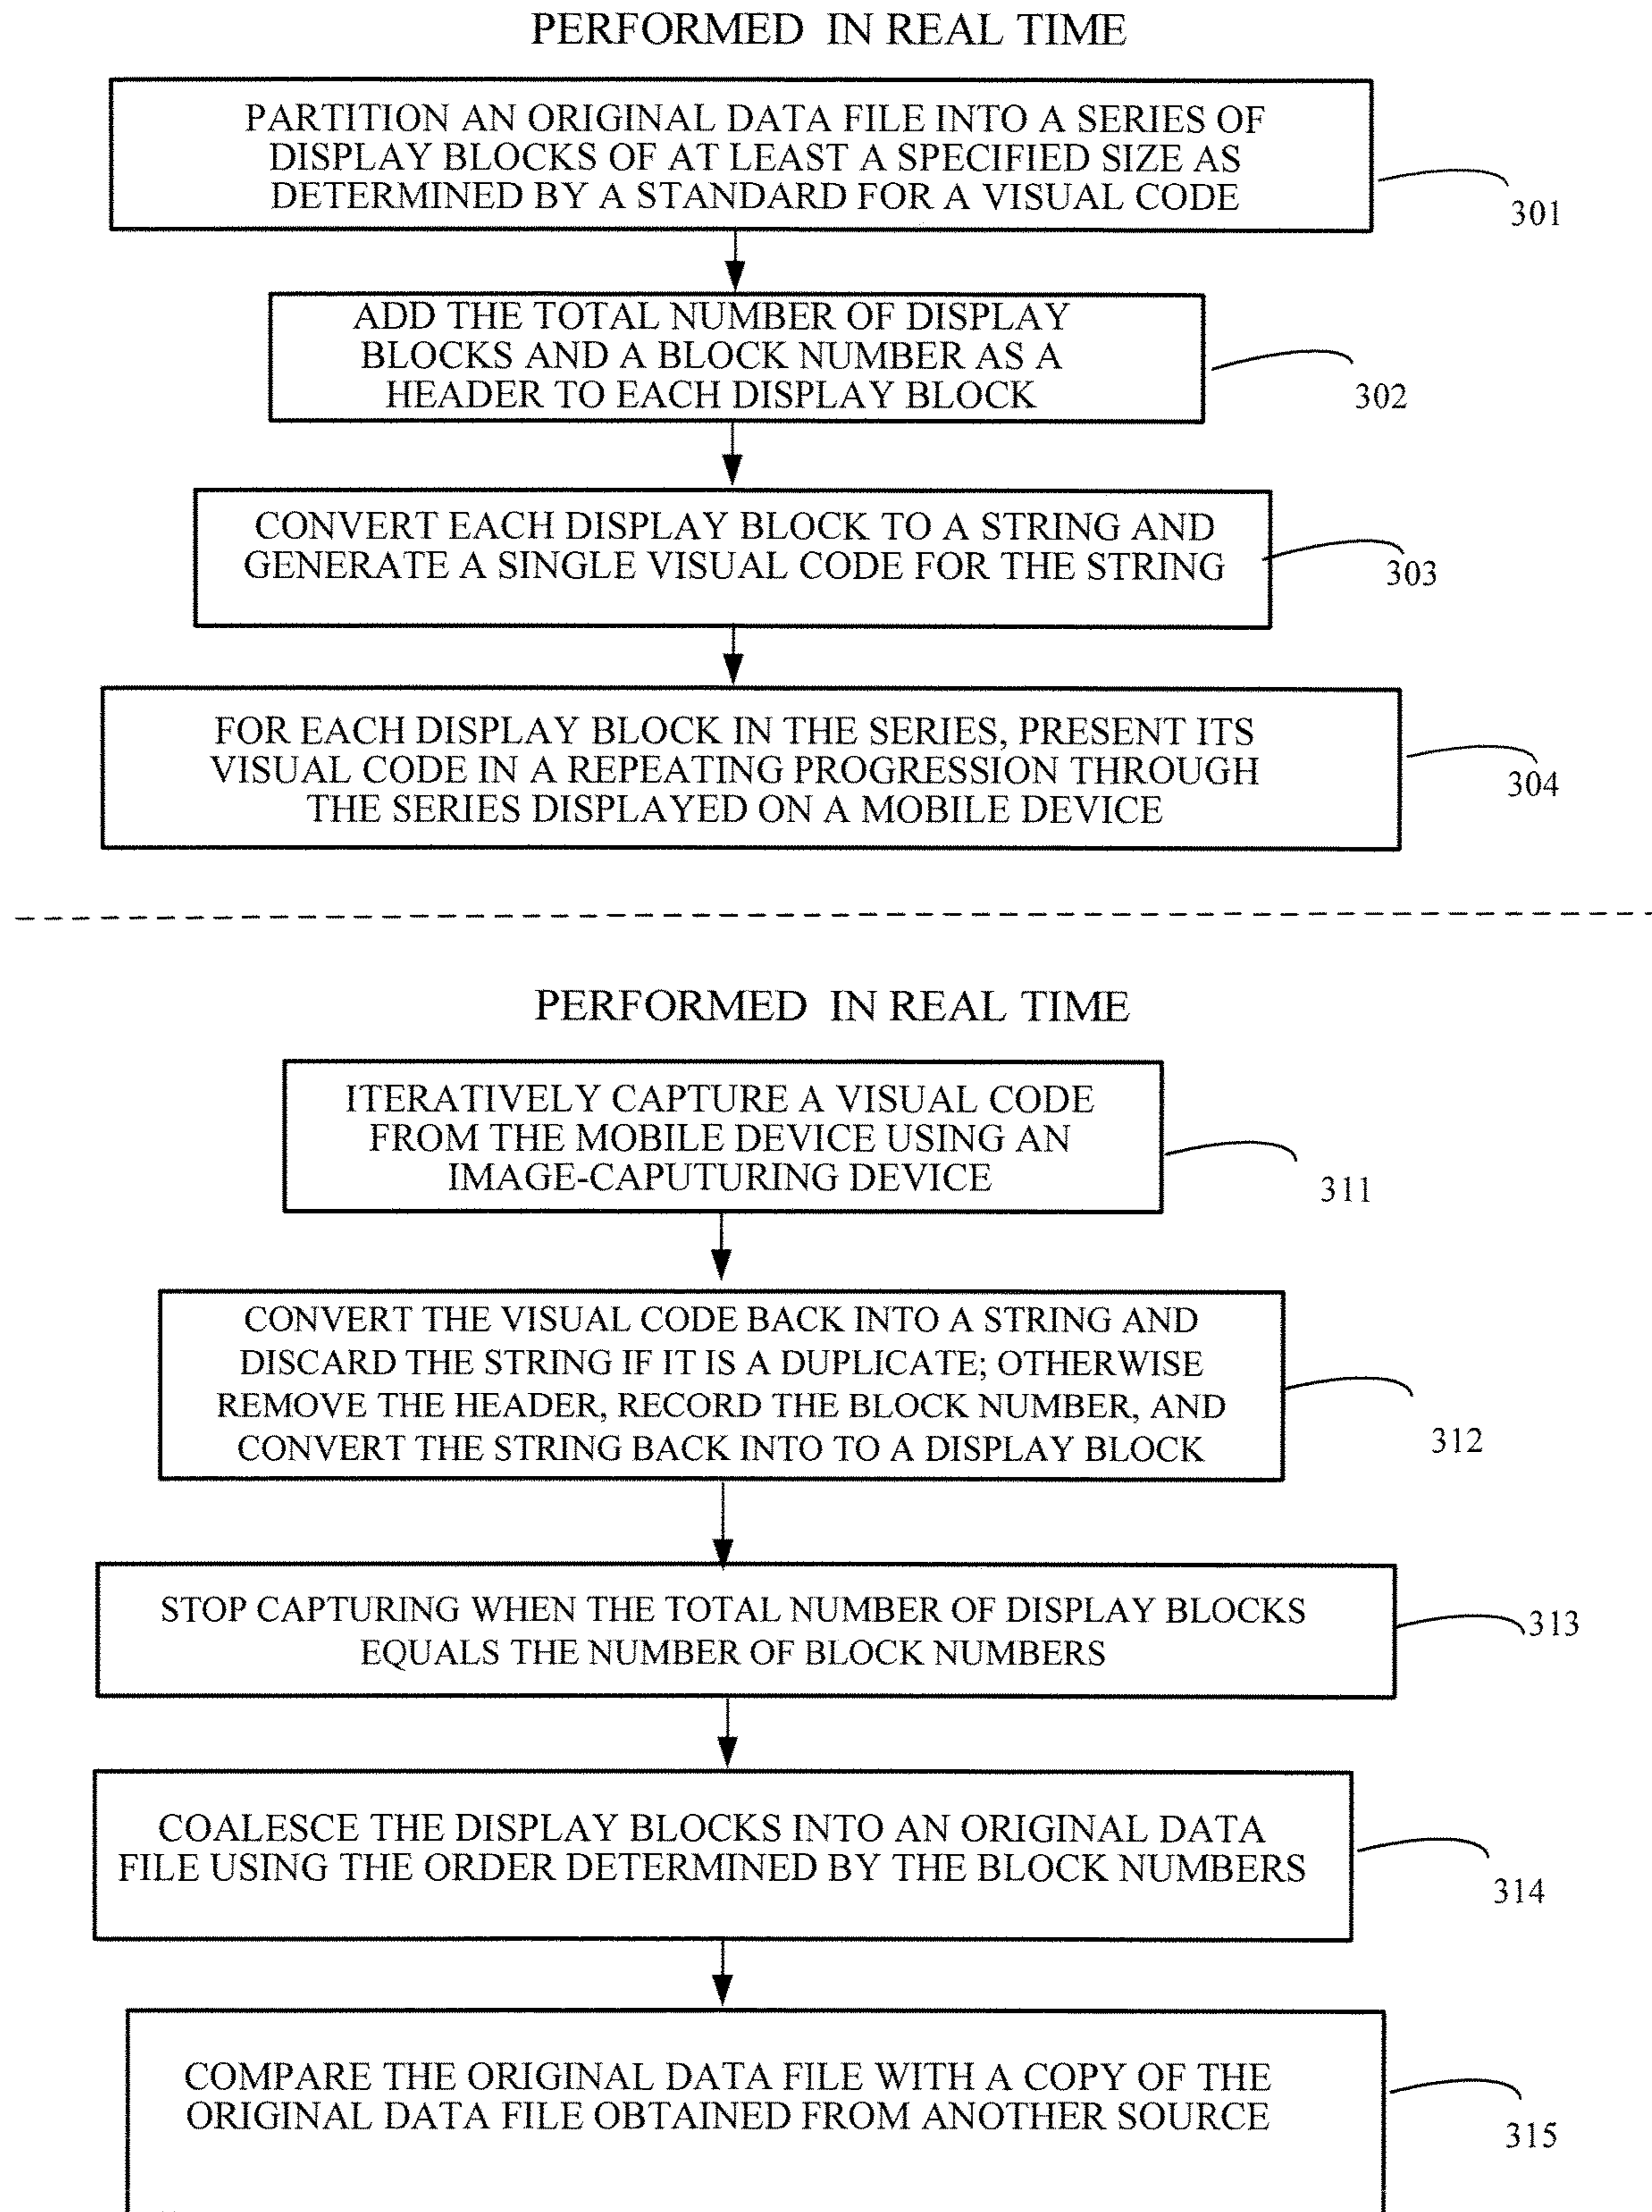 PERFORMED IN REAL TIME
PARTITION AN ORIGINAL DATA FILE INTO A SERIES OF
DISPLAY BLOCKS OF AT LEAST A SPECIFIED SIZE AS
DETERMINED BY A STANDARD FOR A VISUAL CODE
301
ADD THE TOTAL NUMBER OF DISPLAY
BLOCKS AND A BLOCK NUMBER AS A
HEADER TO EACH DISPLAY BLOCK
302
CONVERT EACH DISPLAY BLOCK TO A STRING AND
GENERATE A SINGLE VISUAL CODE FOR THE STRING
303
FOR EACH DISPLAY BLOCK IN THE SERIES, PRESENT ITS
VISUAL CODE IN A REPEATING PROGRESSION THROUGH
THE SERIES DISPLAYED ON A MOBILE DEVICE
304
PERFORMED IN REAL TIME
ITERATIVELY CAPTURE A VISUAL CODE
FROM THE MOBILE DEVICE USING AN
IMAGE-CAPUTURING DEVICE
311
CONVERT THE VISUAL CODE BACK INTO A STRING AND
DISCARD THE STRING IF IT IS A DUPLICATE; OTHERWISE
REMOVE THE HEADER, RECORD THE BLOCK NUMBER, AND
CONVERT THE STRING BACK INTO TO A DISPLAY BLOCK
312
STOP CAPTURING WHEN THE TOTAL NUMBER OF DISPLAY BLOCKS
EQUALS THE NUMBER OF BLOCK NUMBERS
313
COALESCE THE DISPLAY BLOCKS INTO AN ORIGINAL DATA
FILE USING THE ORDER DETERMINED BY THE BLOCK NUMBERS
314
COMPARE THE ORIGINAL DATA FILE WITH A COPY OF THE
ORIGINAL DATA FILE OBTAINED FROM ANOTHER SOURCE
315